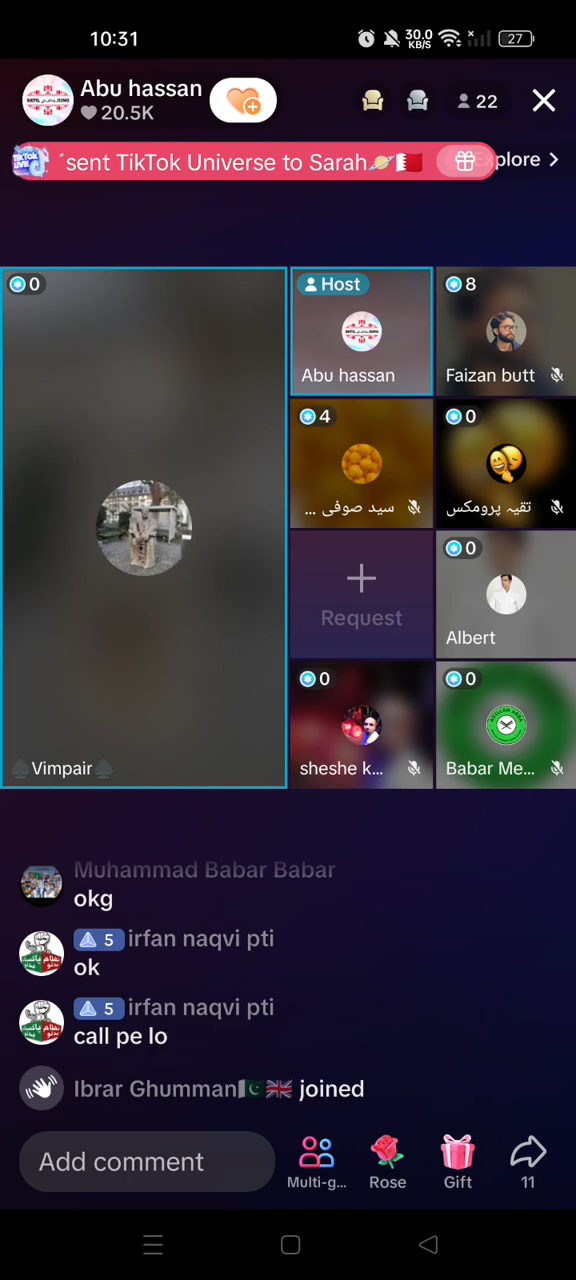 10:31
30.0
KB/S
27
Abu hassan
20.5K
22
sent TikTok Universe to Sarah🪐🇧🇭
xplore >
0
Vimpair
Host
Abu hassan
8
Faizan butt
4
سید صوفی ...
0
تقیہ پرومکس
Request
0
Albert
0
sheshe k...
0
Babar Me...
Muhammad Babar Babar
okg
5 irfan naqvi pti
ok
5 irfan naqvi pti
call pe lo
Ibrar Ghumman🇵🇰🇬🇧 joined
Add comment
Multi-g...
Rose
Gift
11